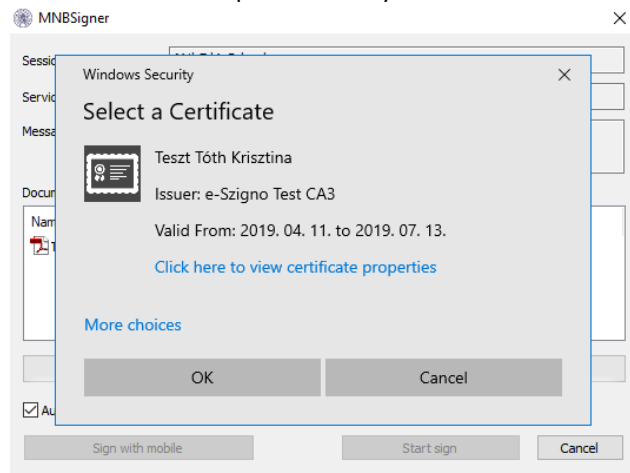 MNBSigner
Sessio
Windows Security
Servic
Select a Certificate
Messa
Teszt Tóth Krisztina
Issuer: e-Szigno Test CA3
Docum
Nam
Valid From: 2019. 04. 11. to 2019. 07. 13.
Click here to view certificate properties
More choices
OK Cancel
Au
Sign with mobile Start sign Cancel